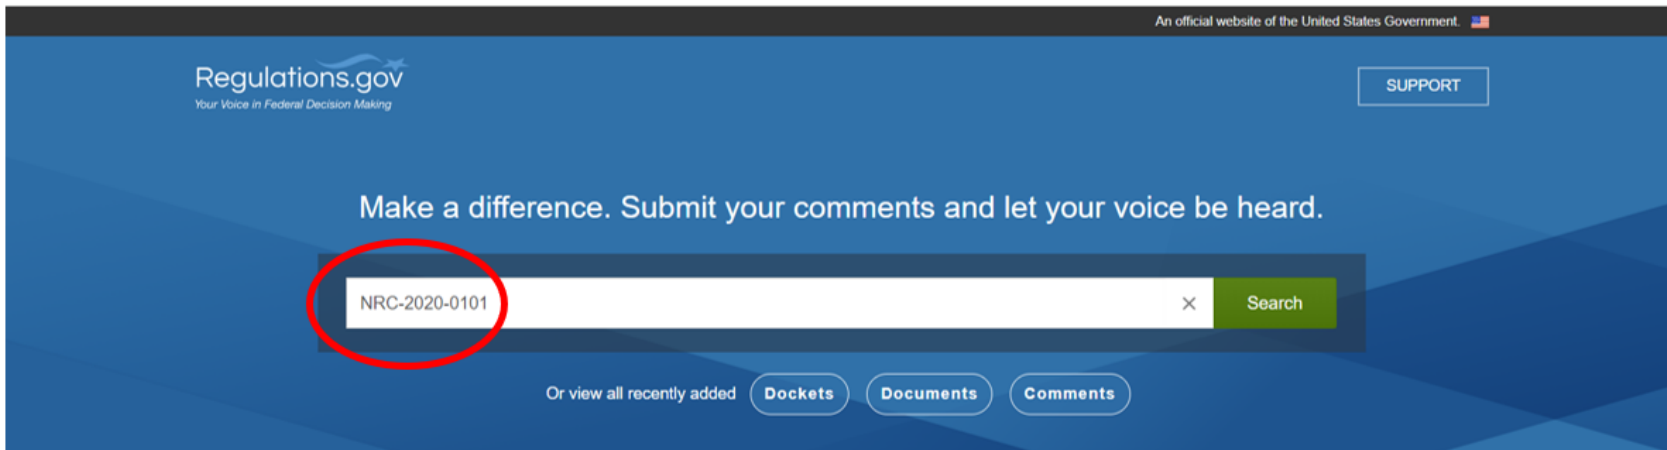 An official website of the United States Government.
Regulations.gov
Your Voice in Federal Decision Making
SUPPORT
Make a difference. Submit your comments and let your voice be heard.
NRC-2020-0101 × Search
Or view all recently added Dockets Documents Comments